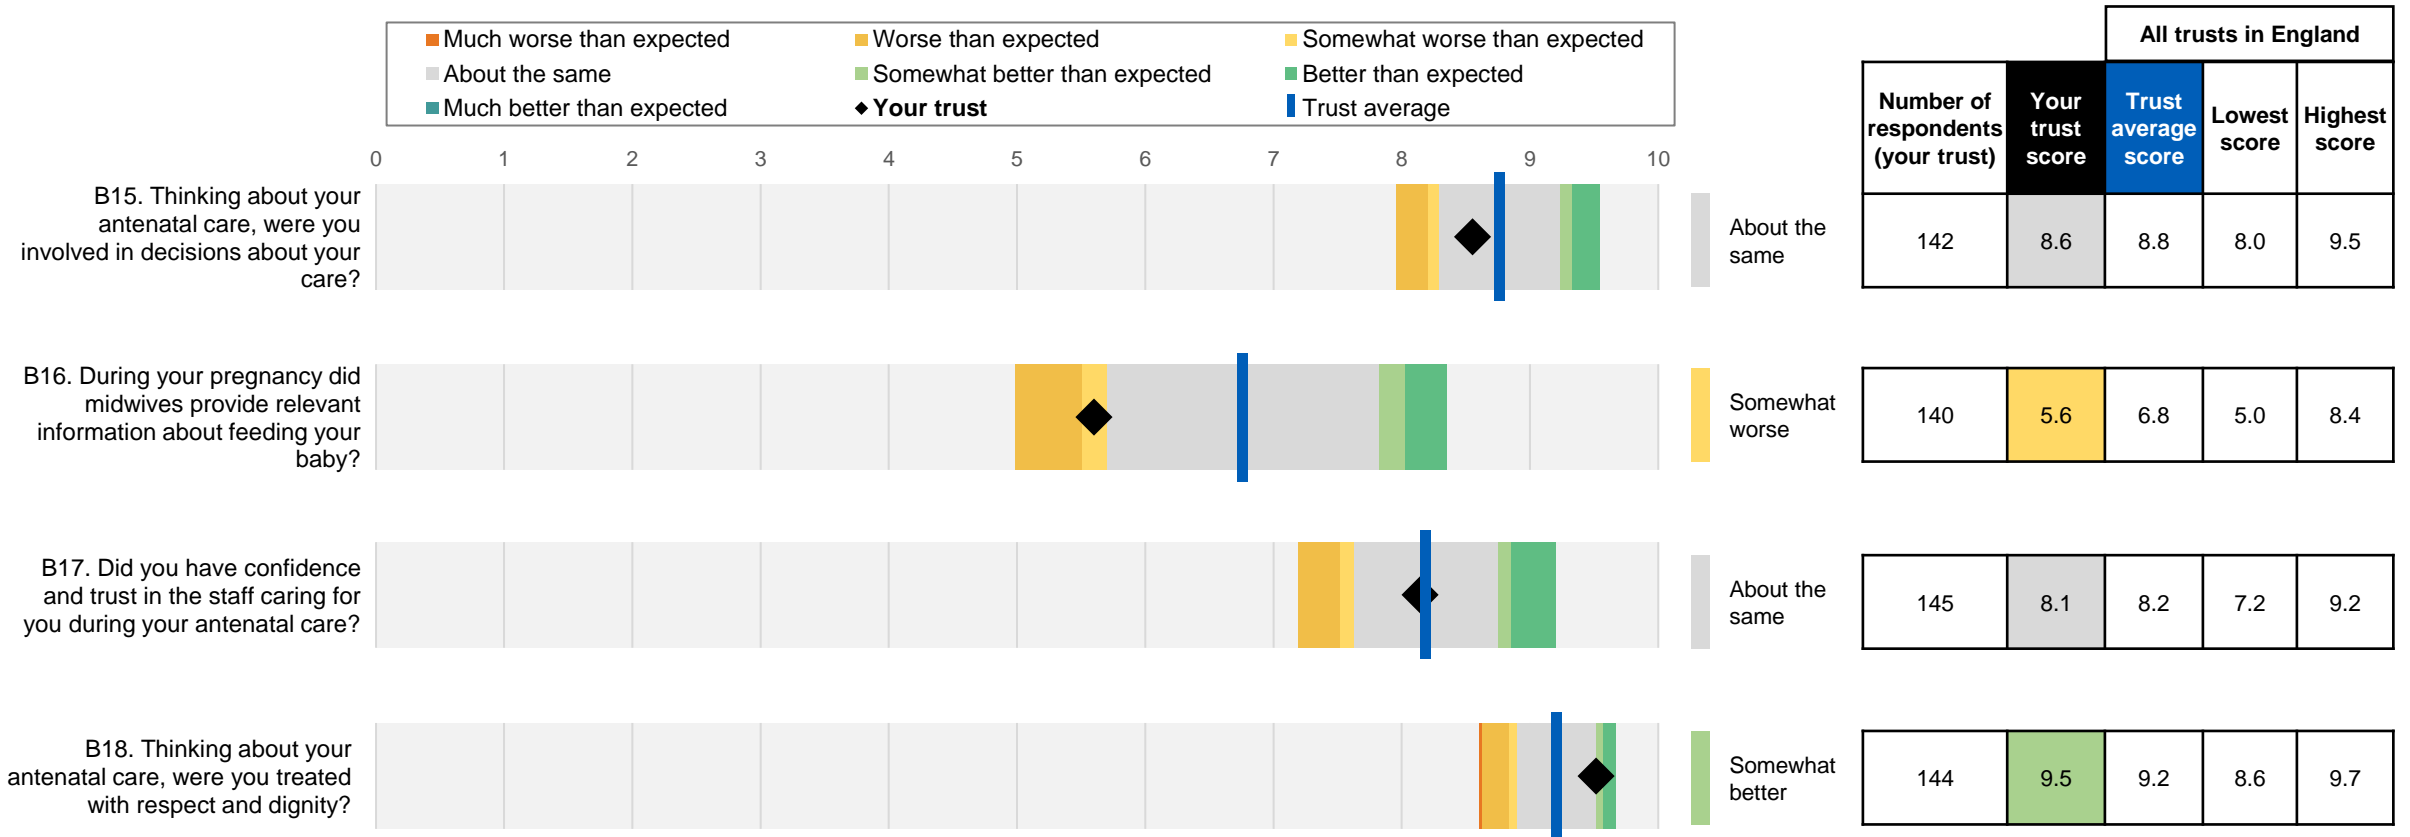 Much worse than expected
Worse than expected
Somewhat worse than expected
About the same
Somewhat better than expected
Better than expected
Much better than expected
Your trust
Trust average
All trusts in England
Number of
respondents
(your trust)
Your
trust
score
Trust
average
score
Lowest
score
Highest
score
0 1 2 3 4 5 6 7 8 9 10
B15. Thinking about your
antenatal care, were you
involved in decisions about your
care?
About the
same
142 8.6 8.8 8.0 9.5
B16. During your pregnancy did
midwives provide relevant
information about feeding your
baby?
Somewhat
worse
140 5.6 6.8 5.0 8.4
B17. Did you have confidence
and trust in the staff caring for
you during your antenatal care?
About the
same
145 8.1 8.2 7.2 9.2
B18. Thinking about your
antenatal care, were you treated
with respect and dignity?
Somewhat
better
144 9.5 9.2 8.6 9.7